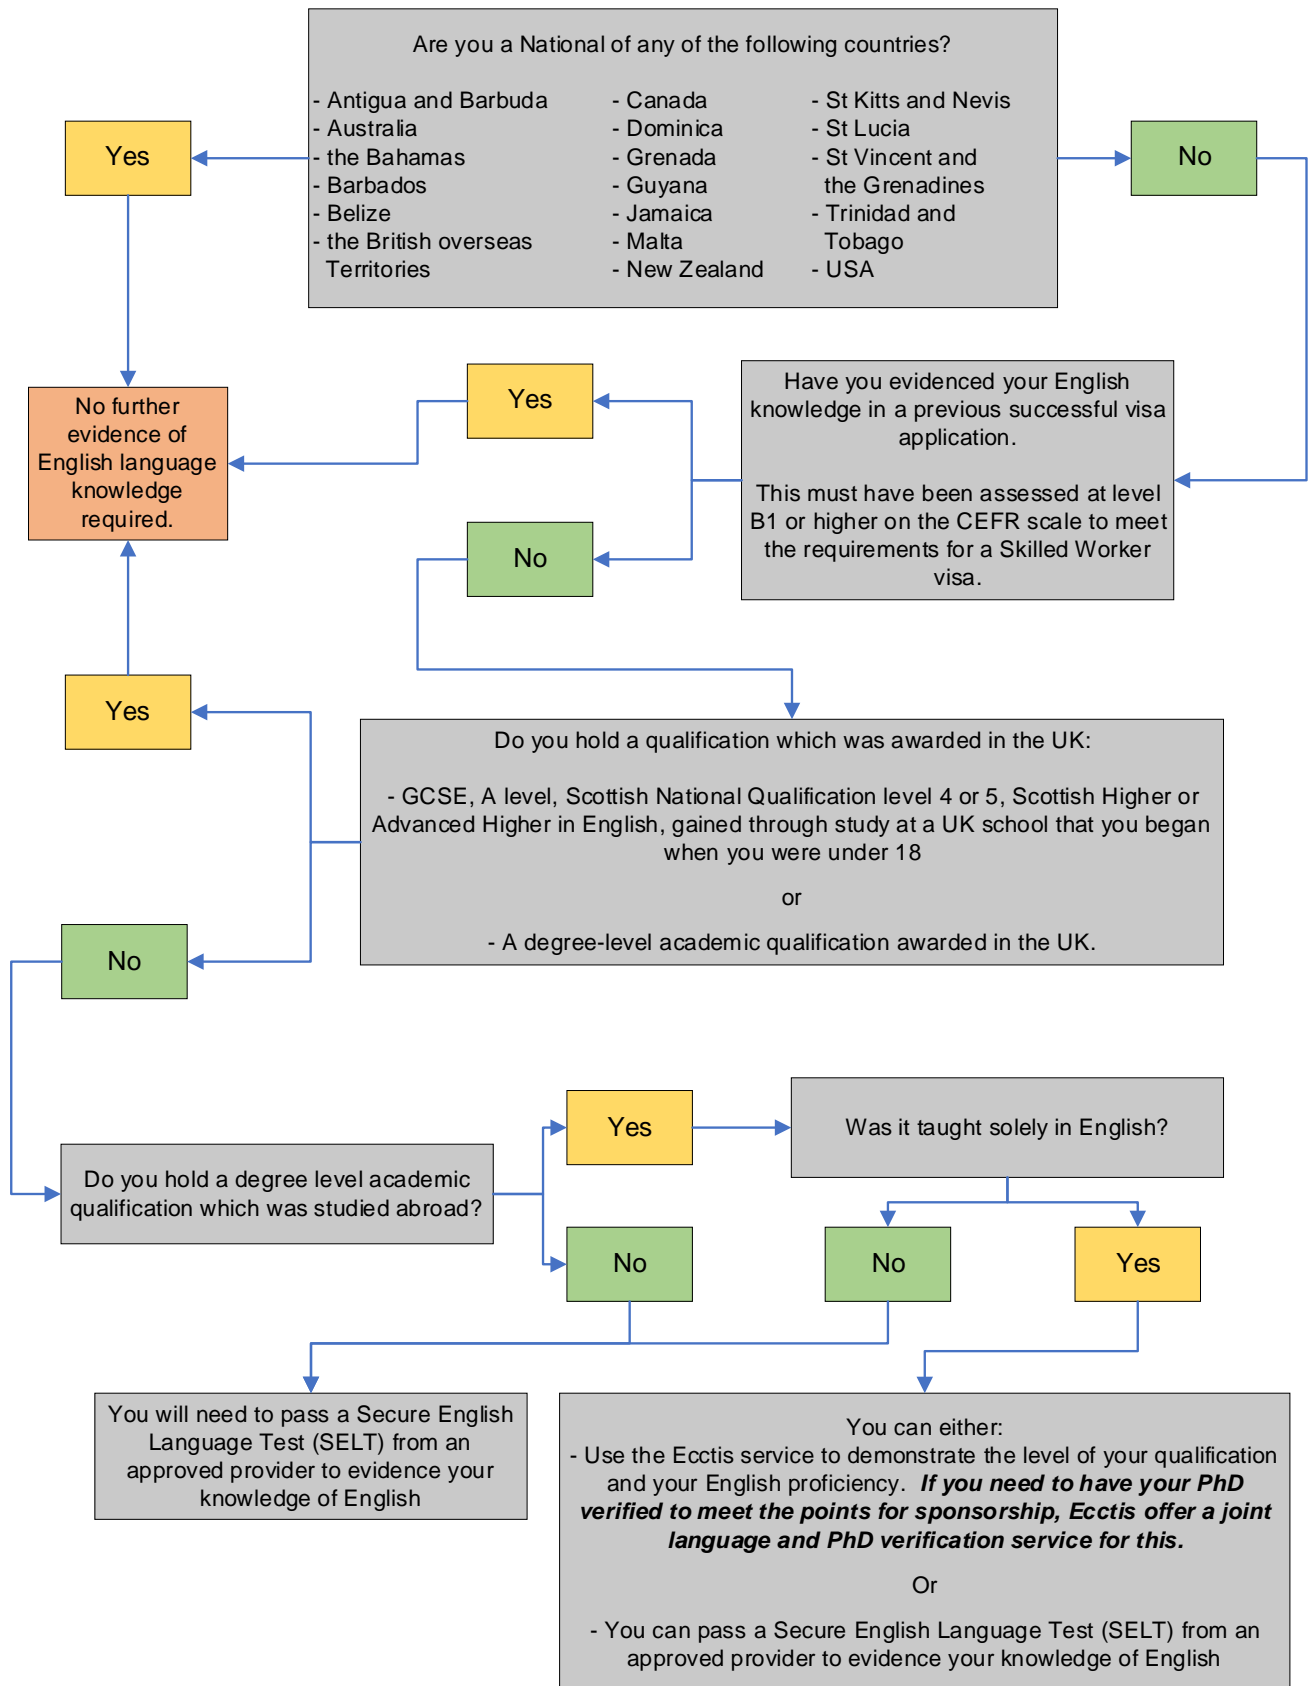 Are you a National of any of the following countries?
- Antigua and Barbuda
- Australia
- the Bahamas
- Barbados
- Belize
- the British overseas
Territories
- Canada
- Dominica
- Grenada
- Guyana
- Jamaica
- Malta
- New Zealand
- St Kitts and Nevis
- St Lucia
- St Vincent and
the Grenadines
- Trinidad and
Tobago
- USA
Yes
No
No further
evidence of
English language
knowledge
required.
Yes
Have you evidenced your English
knowledge in a previous successful visa
application.
This must have been assessed at level
B1 or higher on the CEFR scale to meet
the requirements for a Skilled Worker
visa.
No
Yes
Do you hold a qualification which was awarded in the UK:
- GCSE, A level, Scottish National Qualification level 4 or 5, Scottish Higher or
Advanced Higher in English, gained through study at a UK school that you began
when you were under 18
or
- A degree-level academic qualification awarded in the UK.
No
Do you hold a degree level academic
qualification which was studied abroad?
Yes
Was it taught solely in English?
No
No
Yes
You will need to pass a Secure English
Language Test (SELT) from an
approved provider to evidence your
knowledge of English
You can either:
- Use the Ecctis service to demonstrate the level of your qualification
and your English proficiency. If you need to have your PhD
verified to meet the points for sponsorship, Ecctis offer a joint
language and PhD verification service for this.
Or
- You can pass a Secure English Language Test (SELT) from an
approved provider to evidence your knowledge of English